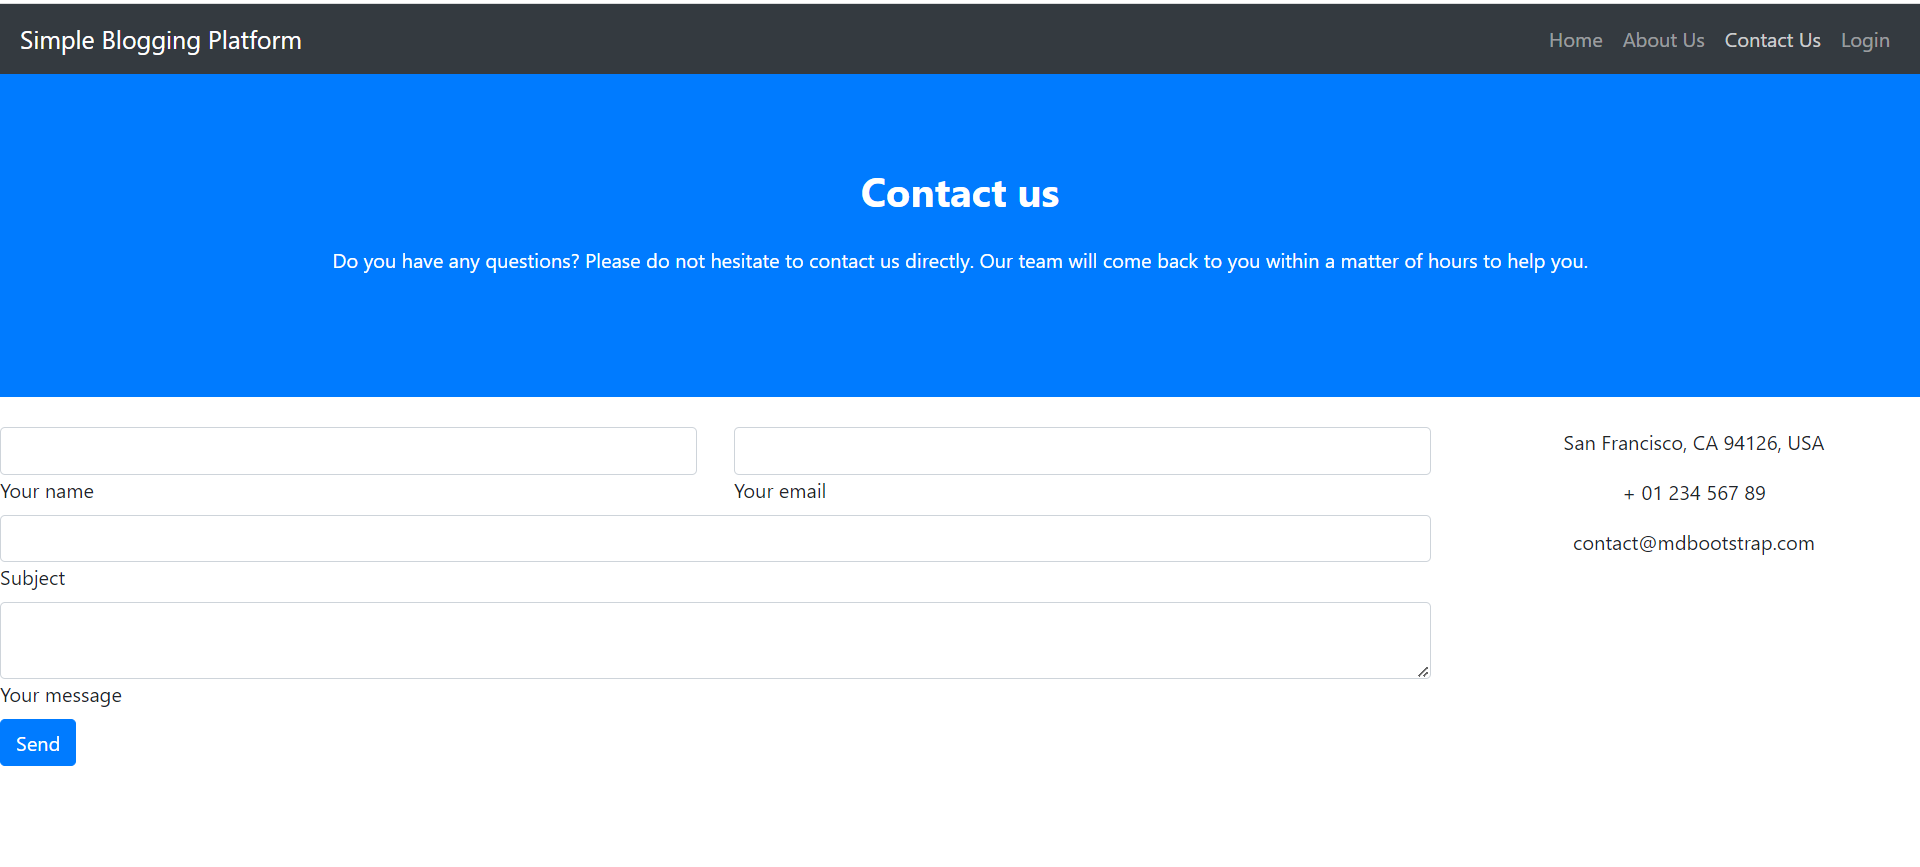 Simple Blogging Platform
Home About Us Contact Us Login
Contact us
Do you have any questions? Please do not hesitate to contact us directly. Our team will come back to you within a matter of hours to help you.
Your name
Your email
Subject
Your message
Send
San Francisco, CA 94126, USA
+ 01 234 567 89
contact@mdbootstrap.com